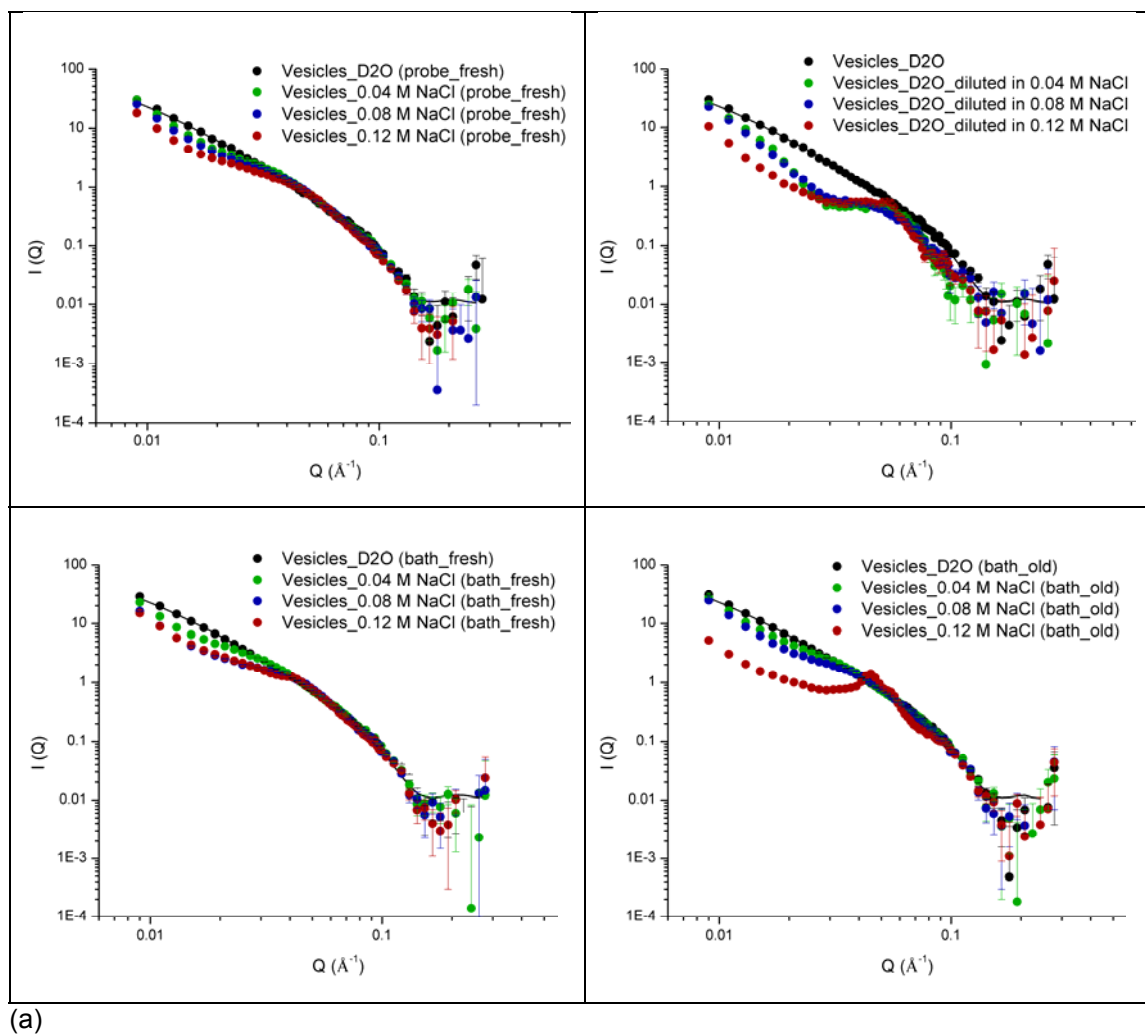 100
10
1
0.1
0.01
1E-3
1E-4
I (Q)
Vesicles_D2O (probe_fresh)
Vesicles_0.04 M NaCl (probe_fresh)
Vesicles_0.08 M NaCl (probe_fresh)
Vesicles_0.12 M NaCl (probe_fresh)
0.01
0.1
Q (Å⁻¹)
100
10
1
0.1
0.01
1E-3
1E-4
I (Q)
Vesicles_D2O
Vesicles_D2O_diluted in 0.04 M NaCl
Vesicles_D2O_diluted in 0.08 M NaCl
Vesicles_D2O_diluted in 0.12 M NaCl
0.01
0.1
Q (Å⁻¹)
100
10
1
0.1
0.01
1E-3
1E-4
I (Q)
Vesicles_D2O (bath_fresh)
Vesicles_0.04 M NaCl (bath_fresh)
Vesicles_0.08 M NaCl (bath_fresh)
Vesicles_0.12 M NaCl (bath_fresh)
0.01
0.1
Q (Å⁻¹)
100
10
1
0.1
0.01
1E-3
1E-4
I (Q)
Vesicles_D2O (bath_old)
Vesicles_0.04 M NaCl (bath_old)
Vesicles_0.08 M NaCl (bath_old)
Vesicles_0.12 M NaCl (bath_old)
0.01
0.1
Q (Å⁻¹)
(a)